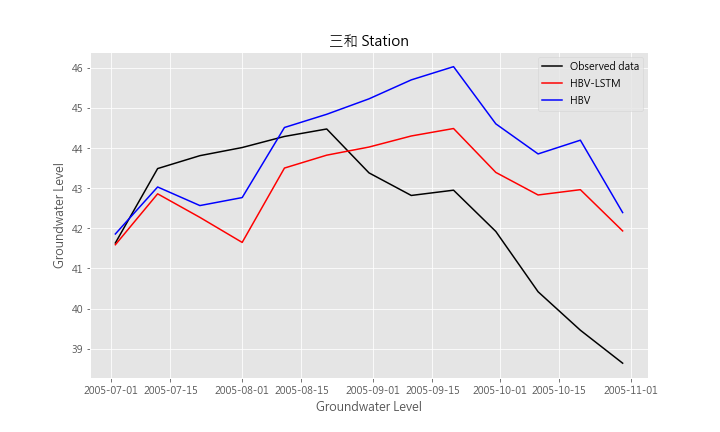 三和 Station
Observed data
HBV-LSTM
HBV
46
45
44
43
42
41
40
39
Groundwater Level
2005-07-01 2005-07-15 2005-08-01 2005-08-15 2005-09-01 2005-09-15 2005-10-01 2005-10-15 2005-11-01
Groundwater Level